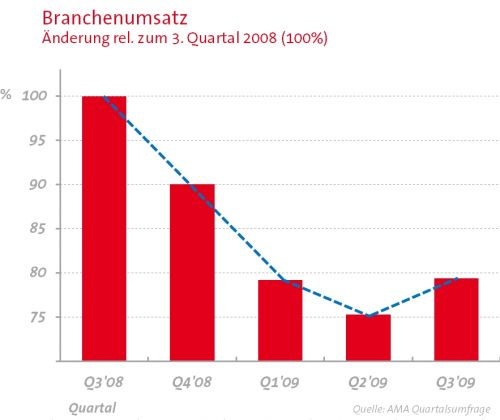 Branchenumsatz
Änderung rel. zum 3. Quartal 2008 (100%)
% 100
95
90
85
80
75
Q3'08 Q4'08 Q1'09 Q2'09 Q3'09
Quartal
Quelle: AMA Quartalsumfrage